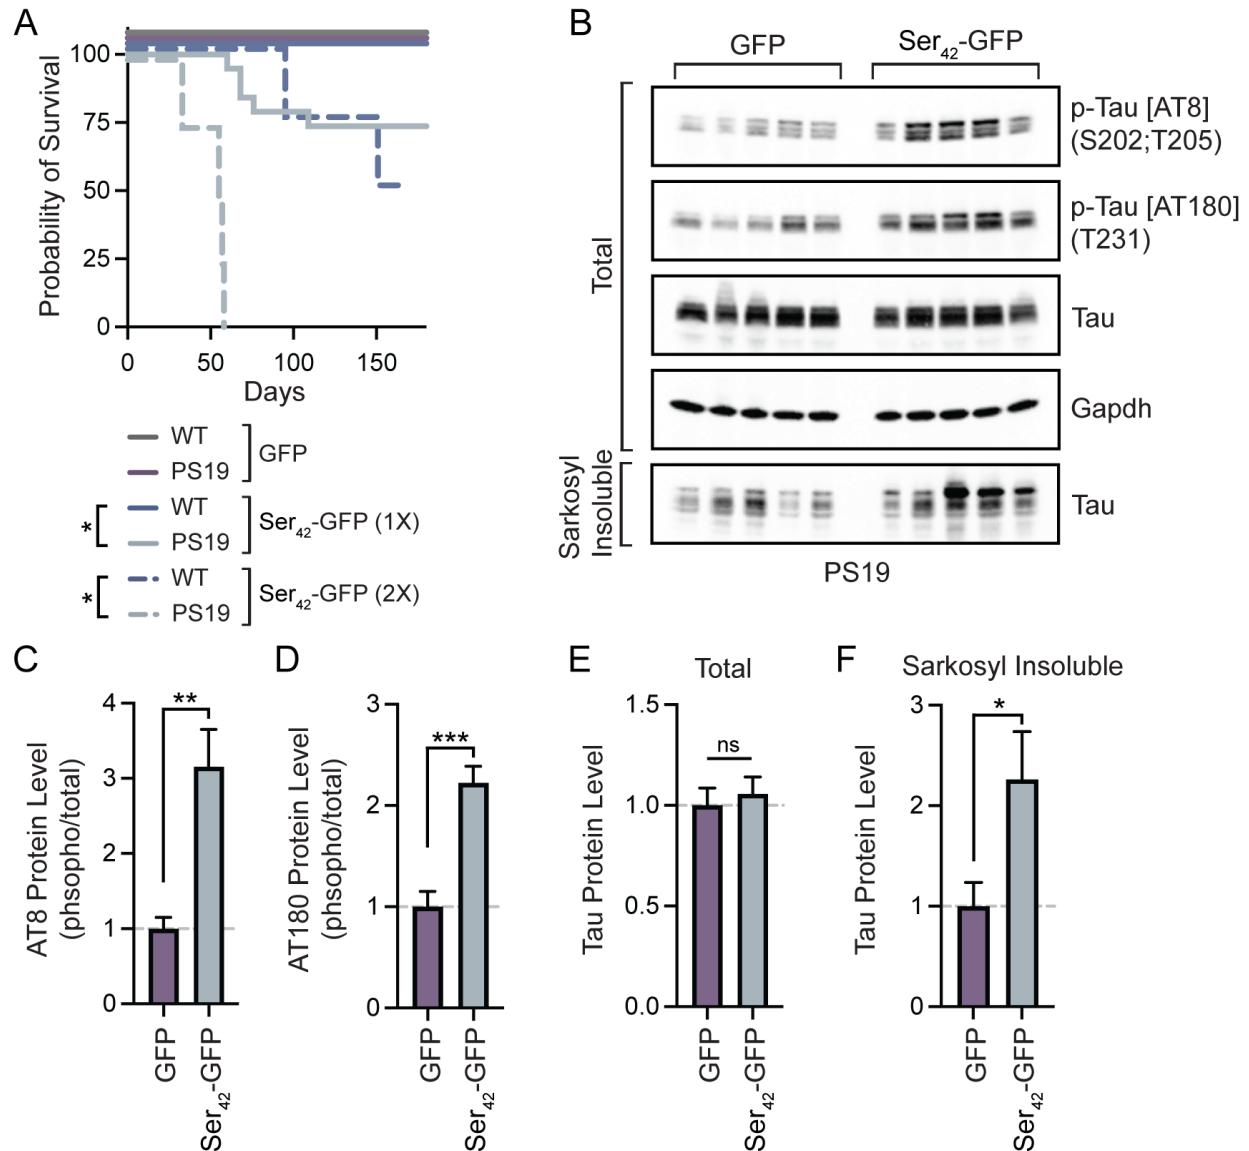 A
Probability of Survival
100
75
50
25
0
0 50 100 150
Days
WT
PS19
GFP
* WT
PS19
Ser42-GFP (1X)
* WT
PS19
Ser42-GFP (2X)
B
GFP Ser42-GFP
Total
p-Tau [AT8]
(S202;T205)
p-Tau [AT180]
(T231)
Tau
Gapdh
Sarkosyl
Insoluble
Tau
PS19
C
AT8 Protein Level
(phsopho/total)
4
3
2
1
0
**
GFP
Ser42-GFP
D
AT180 Protein Level
(phsopho/total)
3
2
1
0
***
GFP
Ser42-GFP
E
Total
Tau Protein Level
1.5
1.0
0.5
0.0
ns
GFP
Ser42-GFP
F
Sarkosyl Insoluble
Tau Protein Level
3
2
1
0
*
GFP
Ser42-GFP